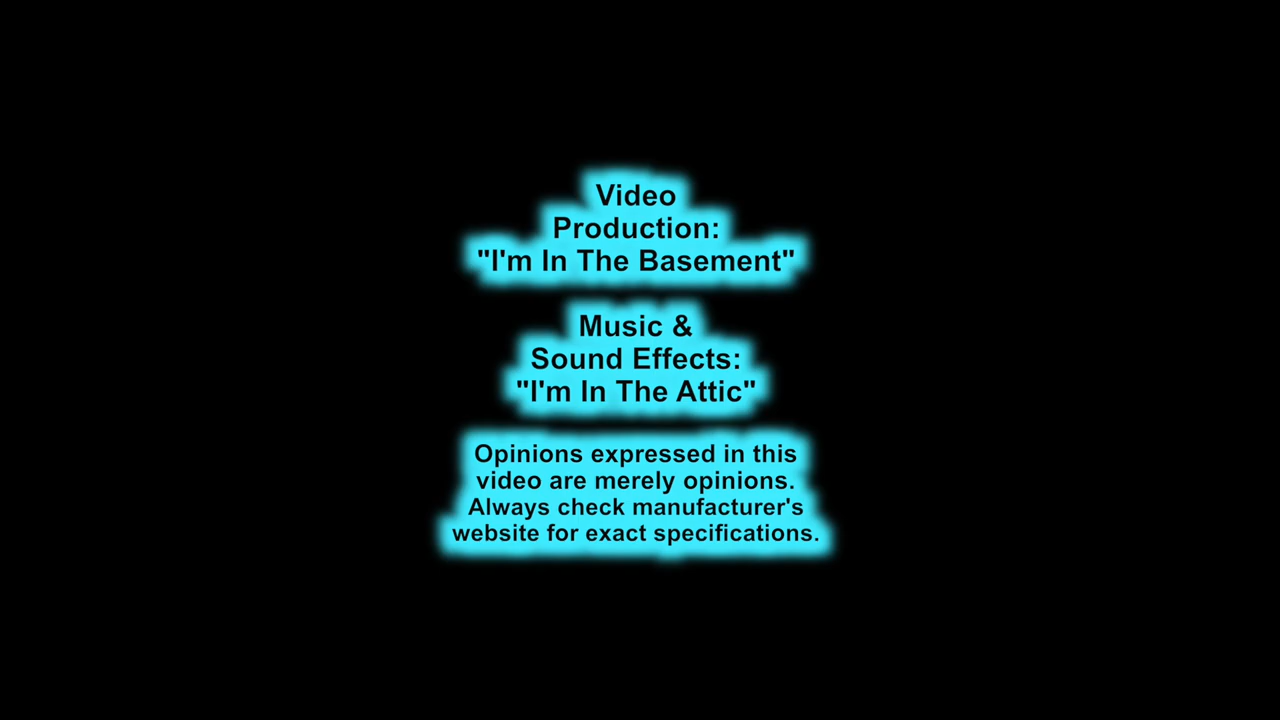 Video
Production:
"I'm In The Basement"
Music &
Sound Effects:
"I'm In The Attic"
Opinions expressed in this
video are merely opinions.
Always check manufacturer's
website for exact specifications.